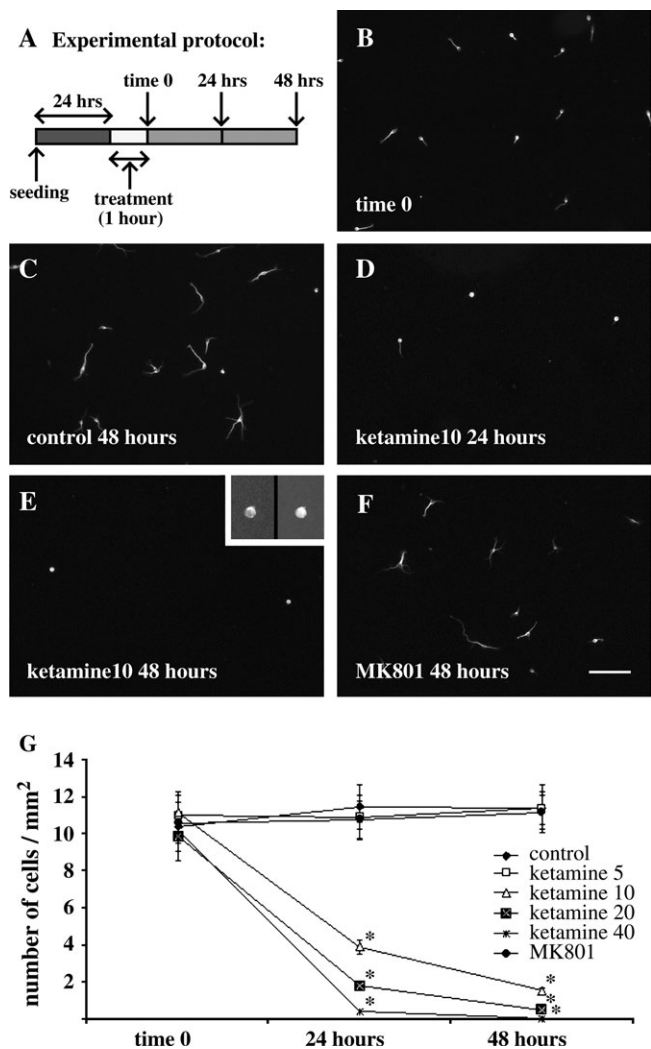 A Experimental protocol:
time 0 24 hrs 48 hrs
24 hrs
seeding
treatment
(1 hour)
B
time 0
C
control 48 hours
D
ketamine10 24 hours
E
ketamine10 48 hours
F
MK801 48 hours
G
number of cells / mm²
14
12
10
8
6
4
2
* * * * * *
control
ketamine 5
ketamine 10
ketamine 20
ketamine 40
MK801
time 0 24 hours 48 hours